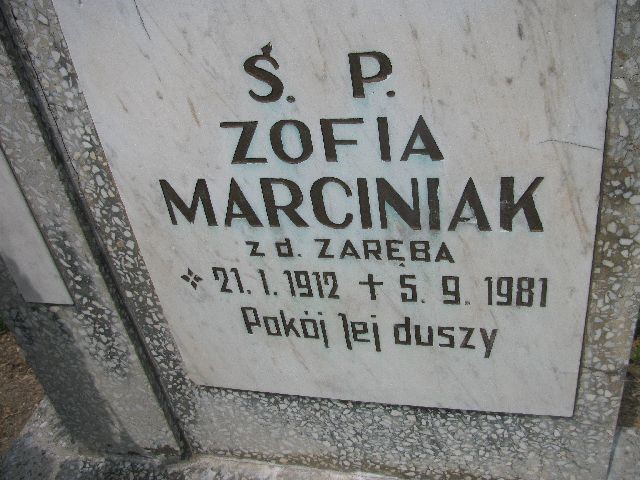 Ś. P.
ZOFIA
MARCINIAK
z d. ZARĘBA
21. 1. 1912 + 5. 9. 1981
Pokój Jej duszy